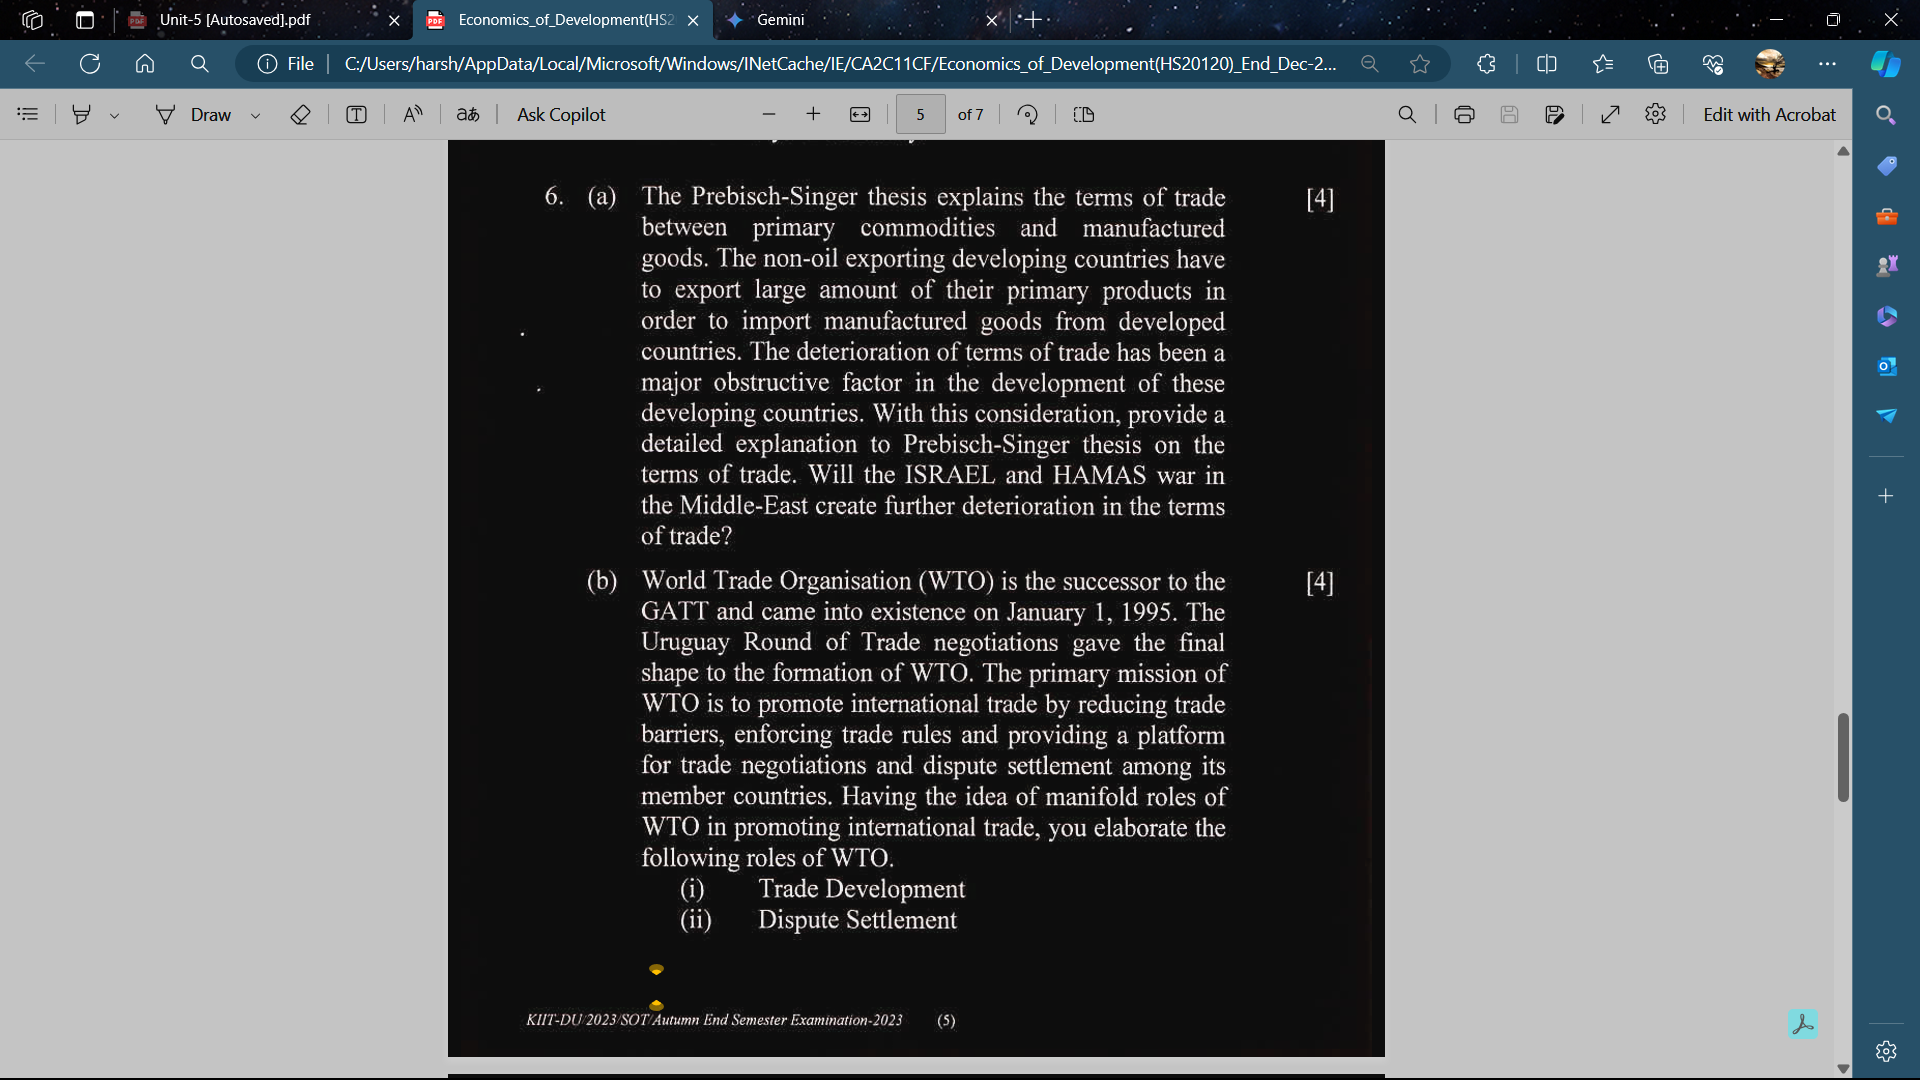 Unit-5 [Autosaved].pdf
Economics_of_Development(HS2
Gemini
File
C:/Users/harsh/AppData/Local/Microsoft/Windows/INetCache/IE/CA2C11CF/Economics_of_Development(HS20120)_End_Dec-2...
Draw
aあ
Ask Copilot
5
of 7
Edit with Acrobat
6. (a) The Prebisch-Singer thesis explains the terms of trade [4]
between primary commodities and manufactured
goods. The non-oil exporting developing countries have
to export large amount of their primary products in
order to import manufactured goods from developed
countries. The deterioration of terms of trade has been a
major obstructive factor in the development of these
developing countries. With this consideration, provide a
detailed explanation to Prebisch-Singer thesis on the
terms of trade. Will the ISRAEL and HAMAS war in
the Middle-East create further deterioration in the terms
of trade?
(b) World Trade Organisation (WTO) is the successor to the [4]
GATT and came into existence on January 1, 1995. The
Uruguay Round of Trade negotiations gave the final
shape to the formation of WTO. The primary mission of
WTO is to promote international trade by reducing trade
barriers, enforcing trade rules and providing a platform
for trade negotiations and dispute settlement among its
member countries. Having the idea of manifold roles of
WTO in promoting international trade, you elaborate the
following roles of WTO.
(i) Trade Development
(ii) Dispute Settlement
KIIT-DU/2023/SOT/Autumn End Semester Examination-2023 (5)